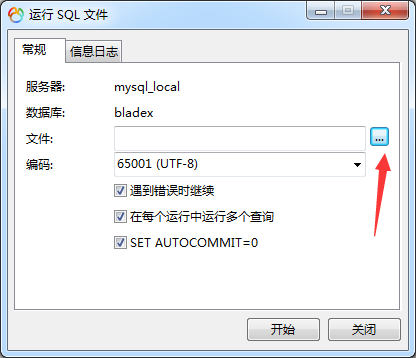 运行 SQL 文件
常规 信息日志
服务器: mysql_local
数据库: bladex
文件: ...
编码: 65001 (UTF-8)
遇到错误时继续
在每个运行中运行多个查询
SET AUTOCOMMIT=0
开始 关闭